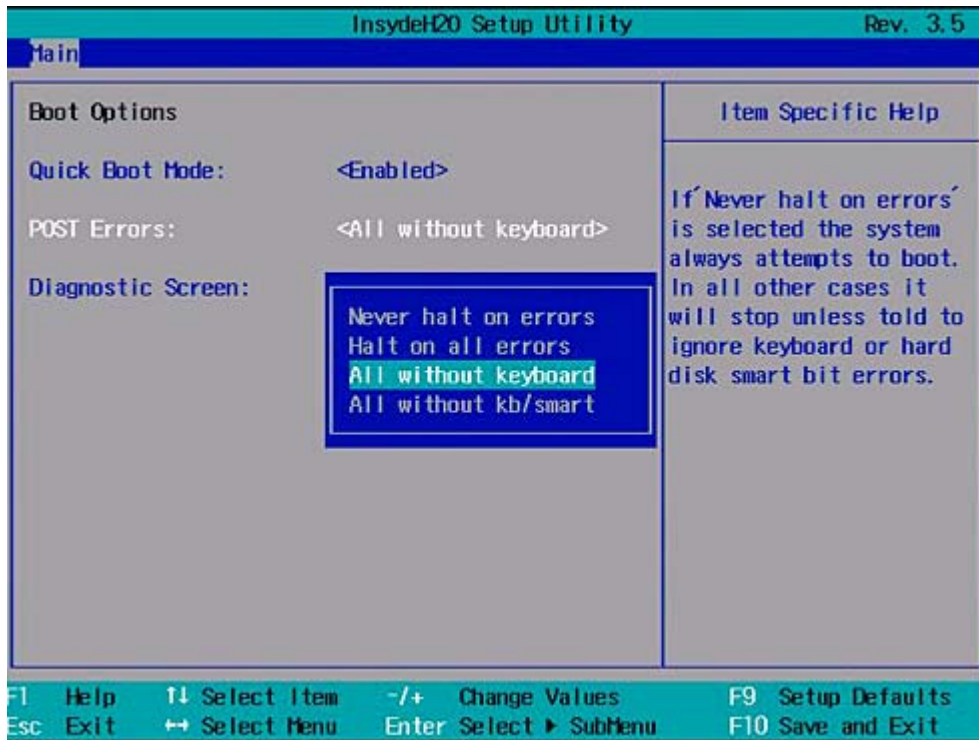 InsydeH20 Setup Utility Rev. 3.5
Main
Boot Options
Quick Boot Mode: <Enabled>
POST Errors: <All without keyboard>
Diagnostic Screen:
Never halt on errors
Halt on all errors
All without keyboard
All without kb/smart
Item Specific Help
If´Never halt on errors´
is selected the system
always attempts to boot.
In all other cases it
will stop unless told to
ignore keyboard or hard
disk smart bit errors.
F1 Help ↑↓ Select Item -/+ Change Values F9 Setup Defaults
Esc Exit ↔ Select Menu Enter Select ▶ SubMenu F10 Save and Exit